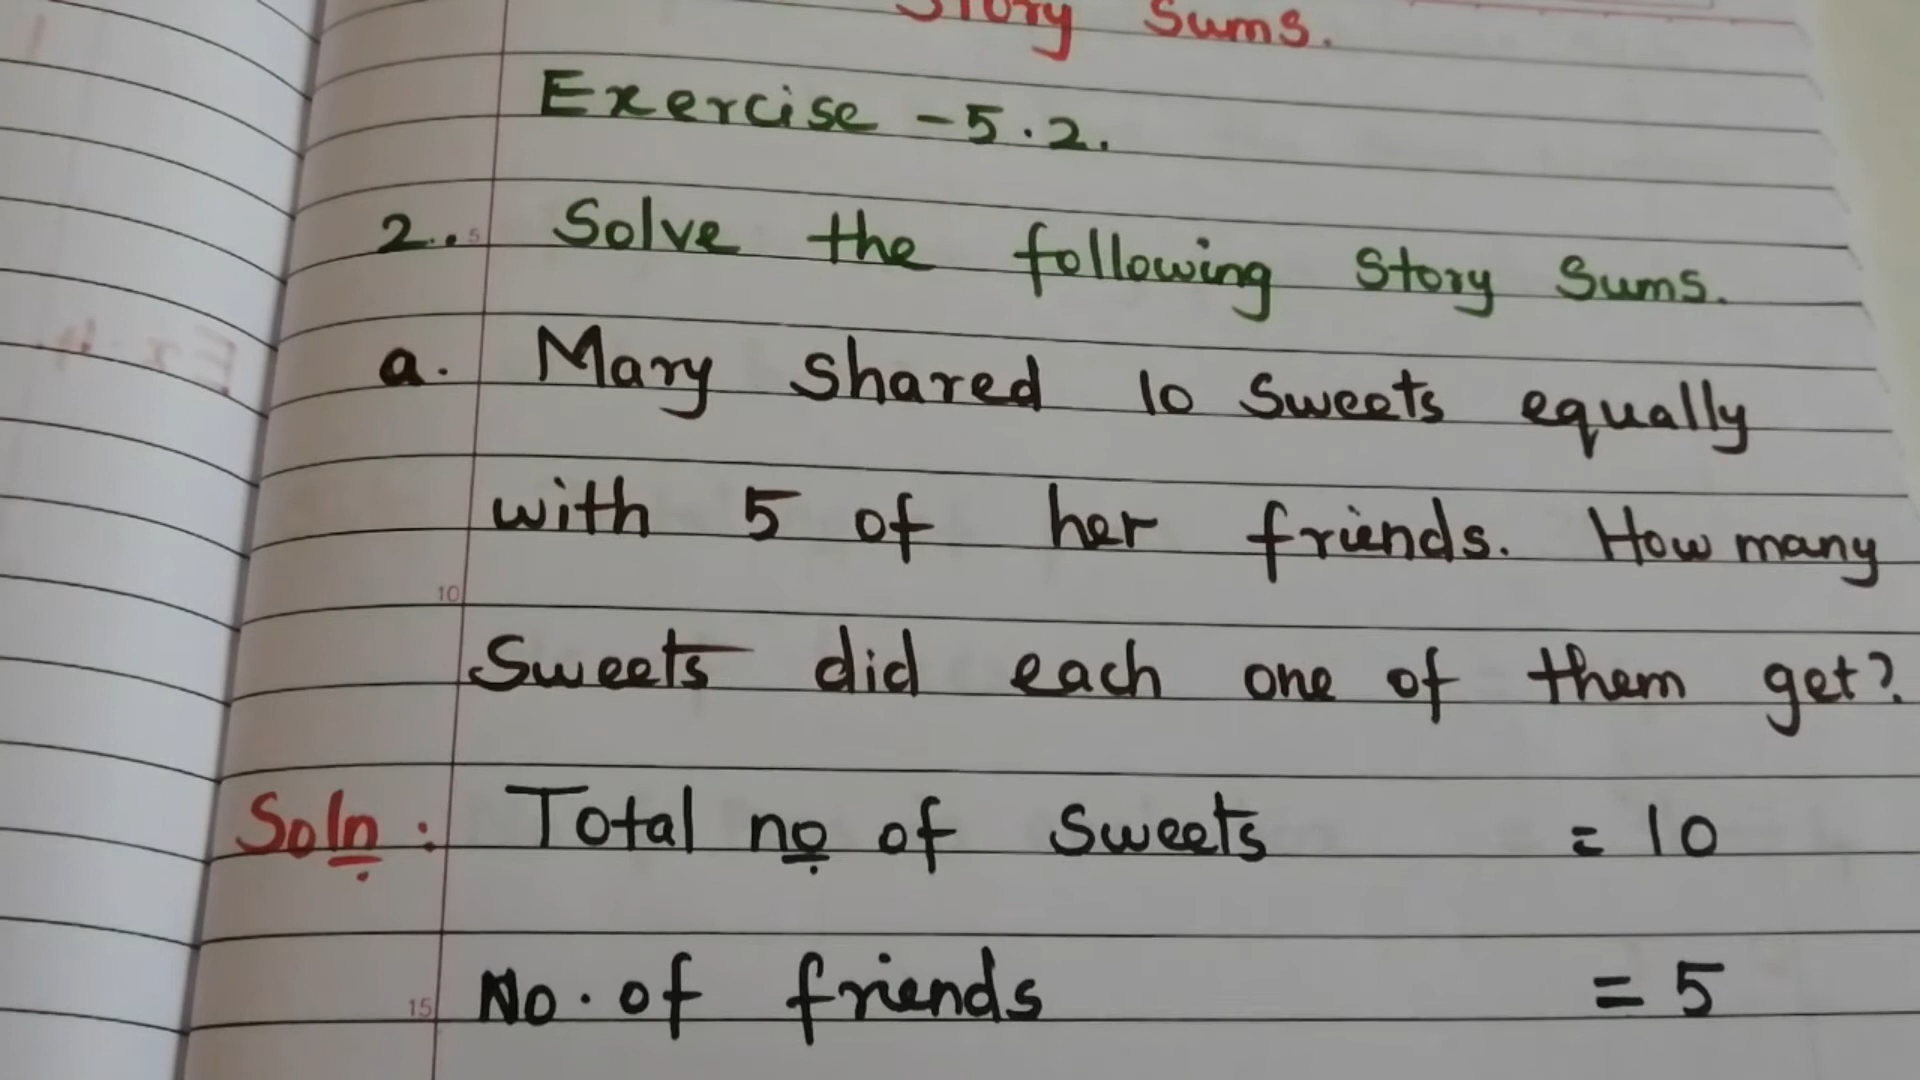 Story Sums.
Exercise - 5.2.
2. Solve the following Story Sums.
a. Mary shared 10 Sweets equally
with 5 of her friends. How many
Sweets did each one of them get?
Soln : Total no of Sweets = 10
No. of friends = 5